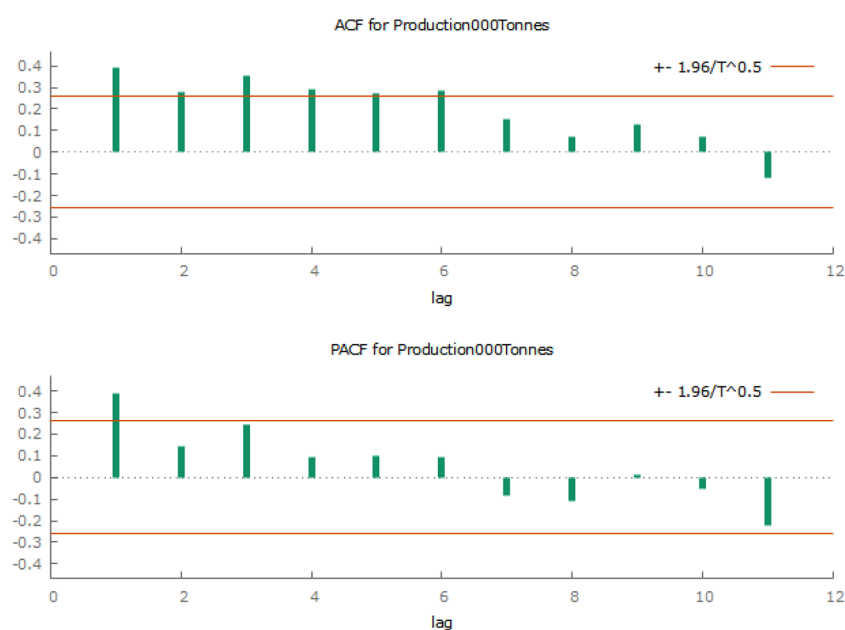 ACF for Production000Tonnes
+- 1.96/T^0.5
0.4
0.3
0.2
0.1
0
-0.1
-0.2
-0.3
-0.4
0 2 4 6 8 10 12
lag
PACF for Production000Tonnes
+- 1.96/T^0.5
0.4
0.3
0.2
0.1
0
-0.1
-0.2
-0.3
-0.4
0 2 4 6 8 10 12
lag